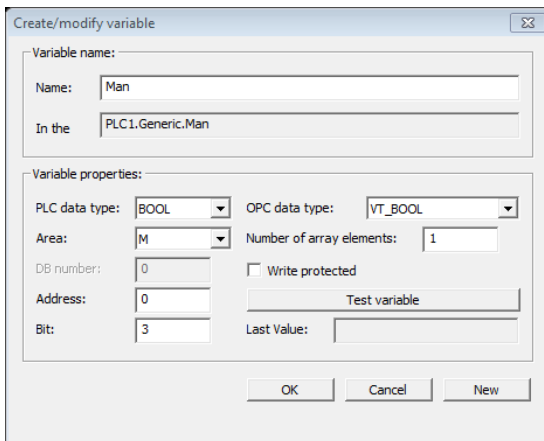 Create/modify variable
Variable name:
Name: Man
In the PLC1.Generic.Man
Variable properties:
PLC data type: BOOL OPC data type: VT_BOOL
Area: M Number of array elements: 1
DB number: 0 Write protected
Address: 0 Test variable
Bit: 3 Last Value:
OK Cancel New